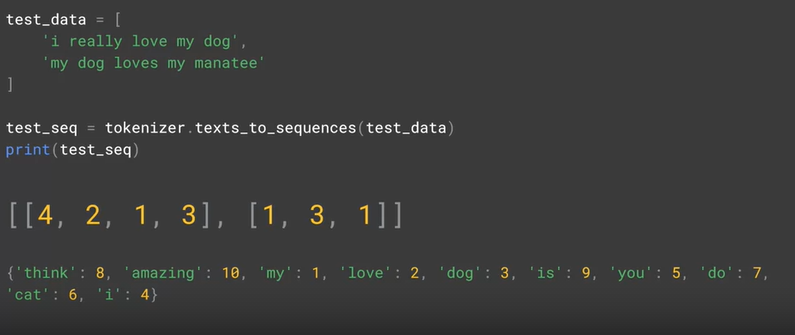 test_data = [
    'i really love my dog',
    'my dog loves my manatee'
]
test_seq = tokenizer.texts_to_sequences(test_data)
print(test_seq)
[[4, 2, 1, 3], [1, 3, 1]]
{'think': 8, 'amazing': 10, 'my': 1, 'love': 2, 'dog': 3, 'is': 9, 'you': 5, 'do': 7,
'cat': 6, 'i': 4}